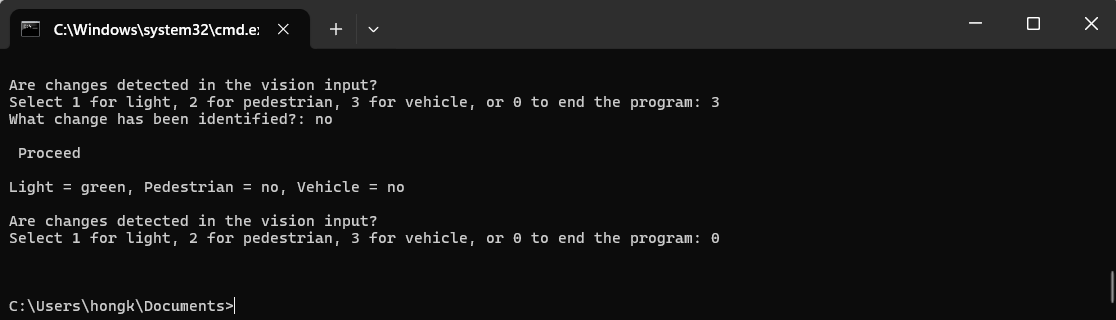 C:\Windows\system32\cmd.e
Are changes detected in the vision input?
Select 1 for light, 2 for pedestrian, 3 for vehicle, or 0 to end the program: 3
What change has been identified?: no
Proceed
Light = green, Pedestrian = no, Vehicle = no
Are changes detected in the vision input?
Select 1 for light, 2 for pedestrian, 3 for vehicle, or 0 to end the program: 0
C:\Users\hongk\Documents>